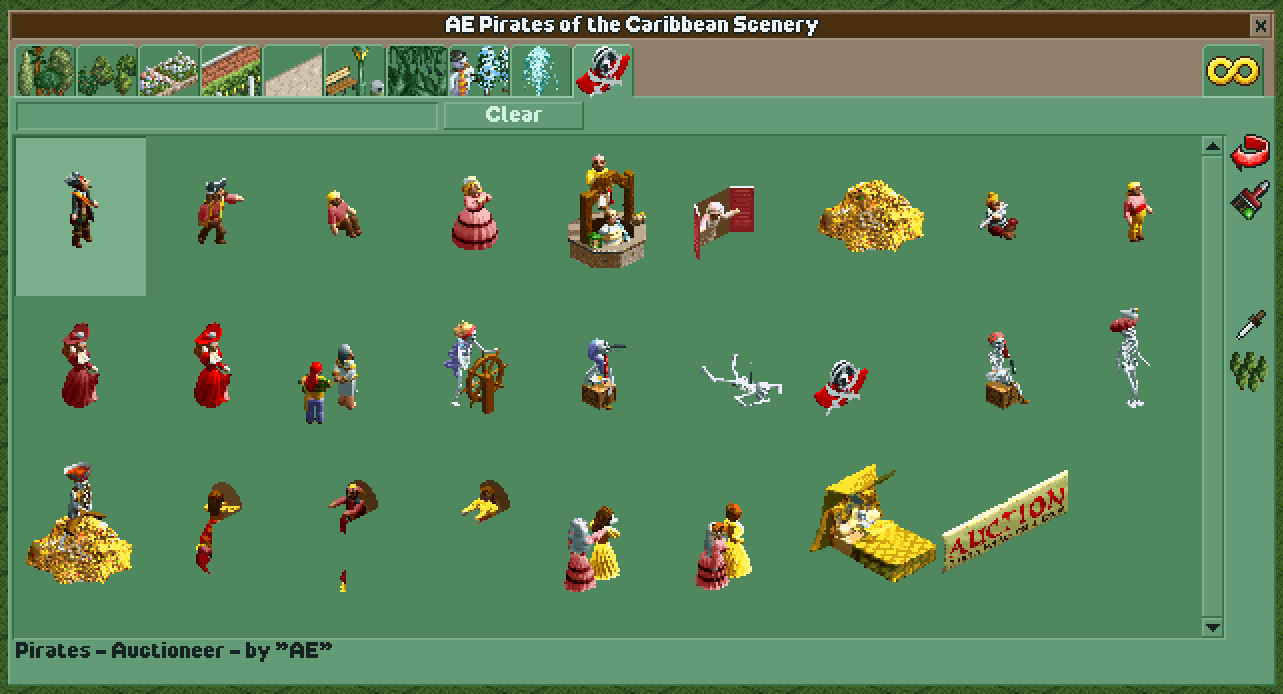 AE Pirates of the Caribbean Scenery
Clear
AUCTION
Pirates - Auctioneer - by "AE"